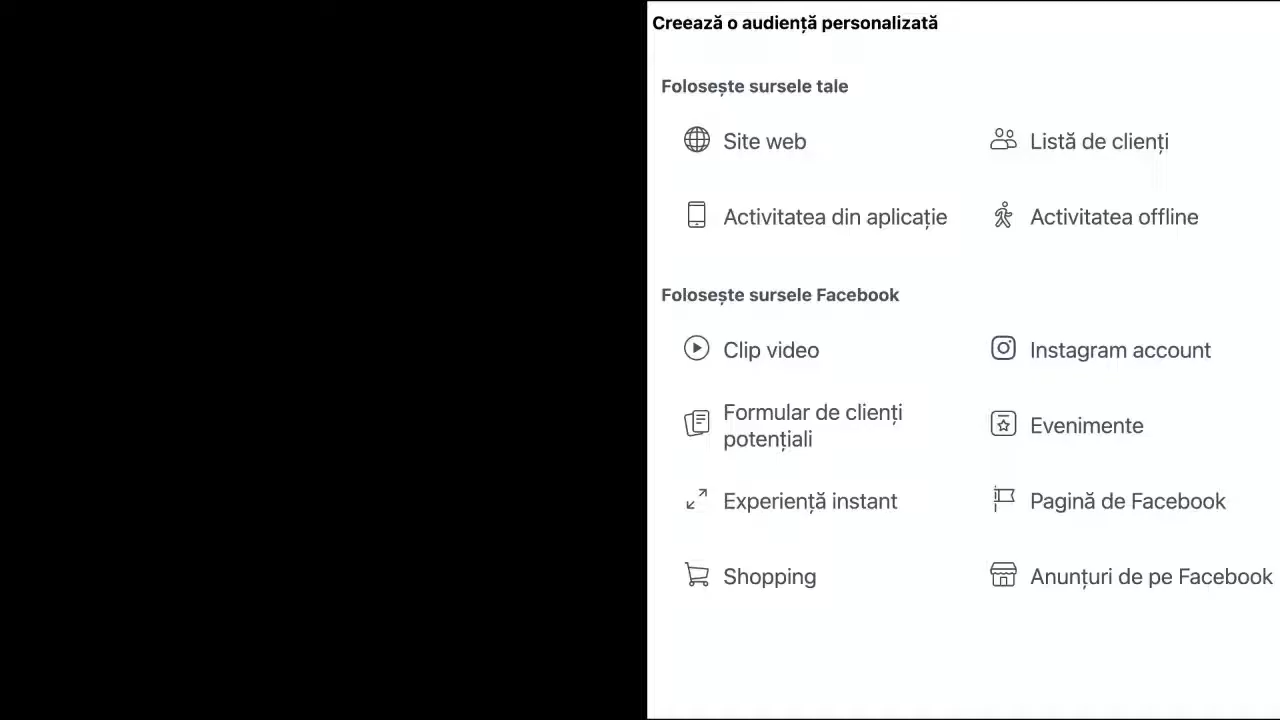 Creează o audiență personalizată
Folosește sursele tale
Site web
Listă de clienți
Activitatea din aplicație
Activitatea offline
Folosește sursele Facebook
Clip video
Instagram account
Formular de clienți
potențiali
Evenimente
Experiență instant
Pagină de Facebook
Shopping
Anunțuri de pe Facebook